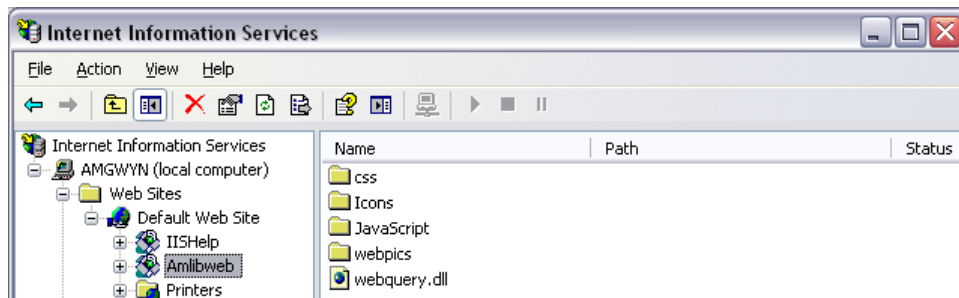 Internet Information Services
File Action View Help
Internet Information Services
AMGWYN (local computer)
Web Sites
Default Web Site
IISHelp
Amlibweb
Printers
Name Path Status
css
Icons
JavaScript
webpics
webquery.dll